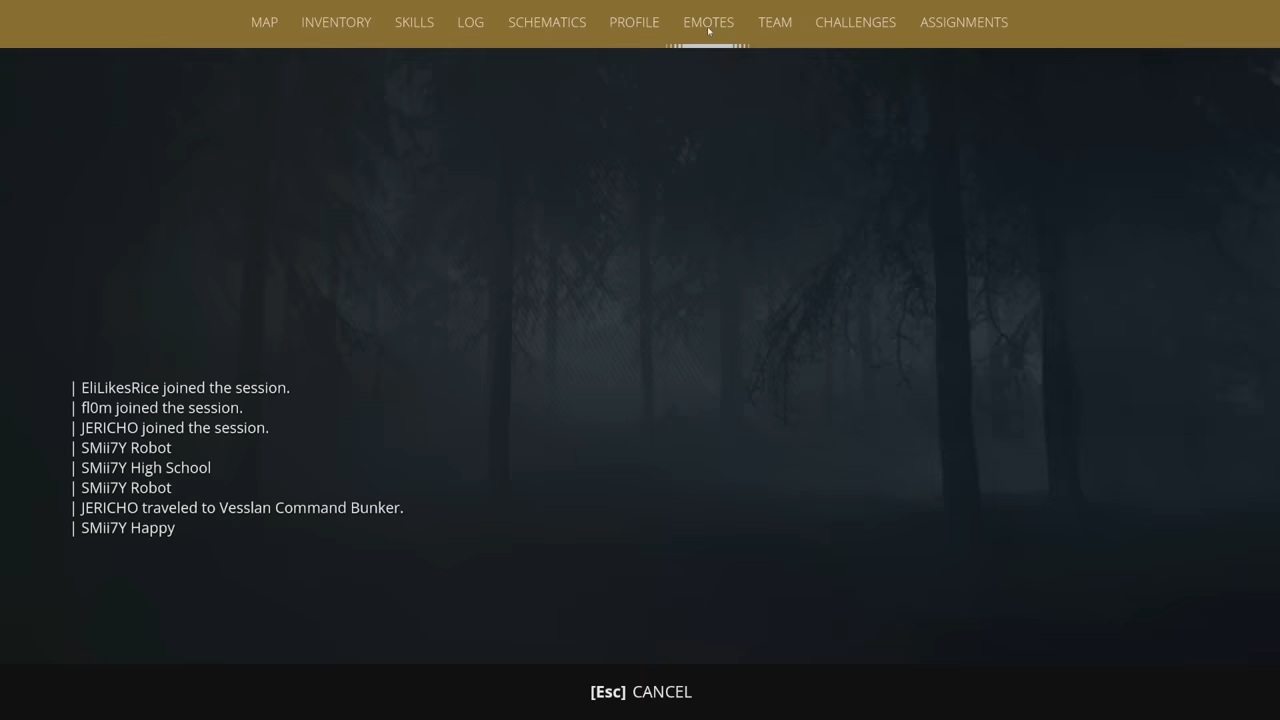 MAP INVENTORY SKILLS LOG SCHEMATICS PROFILE EMOTES TEAM CHALLENGES ASSIGNMENTS
| EliLikesRice joined the session.
| fl0m joined the session.
| JERICHO joined the session.
| SMii7Y Robot
| SMii7Y High School
| SMii7Y Robot
| JERICHO traveled to Vesslan Command Bunker.
| SMii7Y Happy
[Esc] CANCEL